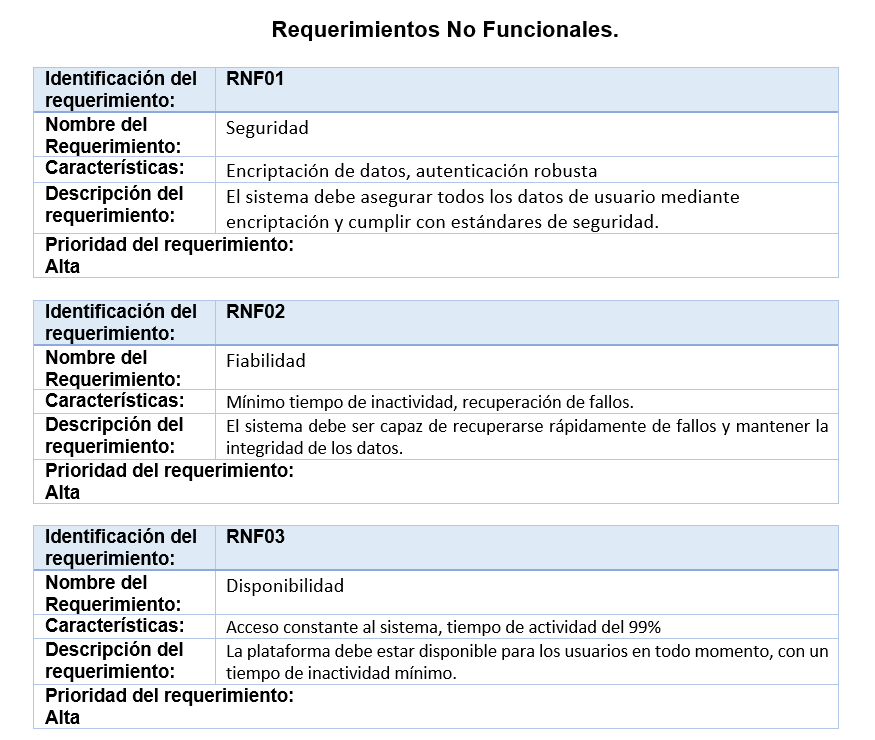 Requerimientos No Funcionales.
Identificación del requerimiento: RNF01
Nombre del Requerimiento: Seguridad
Características: Encriptación de datos, autenticación robusta
Descripción del requerimiento: El sistema debe asegurar todos los datos de usuario mediante encriptación y cumplir con estándares de seguridad.
Prioridad del requerimiento:
Alta
Identificación del requerimiento: RNF02
Nombre del Requerimiento: Fiabilidad
Características: Mínimo tiempo de inactividad, recuperación de fallos.
Descripción del requerimiento: El sistema debe ser capaz de recuperarse rápidamente de fallos y mantener la integridad de los datos.
Prioridad del requerimiento:
Alta
Identificación del requerimiento: RNF03
Nombre del Requerimiento: Disponibilidad
Características: Acceso constante al sistema, tiempo de actividad del 99%
Descripción del requerimiento: La plataforma debe estar disponible para los usuarios en todo momento, con un tiempo de inactividad mínimo.
Prioridad del requerimiento:
Alta